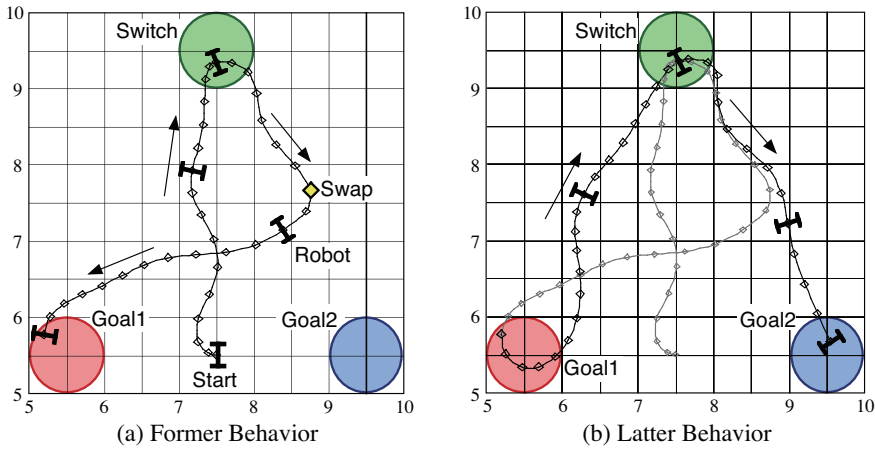 10
9
8
7
6
5
5 6 7 8 9 10
Switch
Swap
Robot
Goal1
Goal2
Start
(a) Former Behavior
10
9
8
7
6
5
5 6 7 8 9 10
Switch
Goal2
Goal1
(b) Latter Behavior